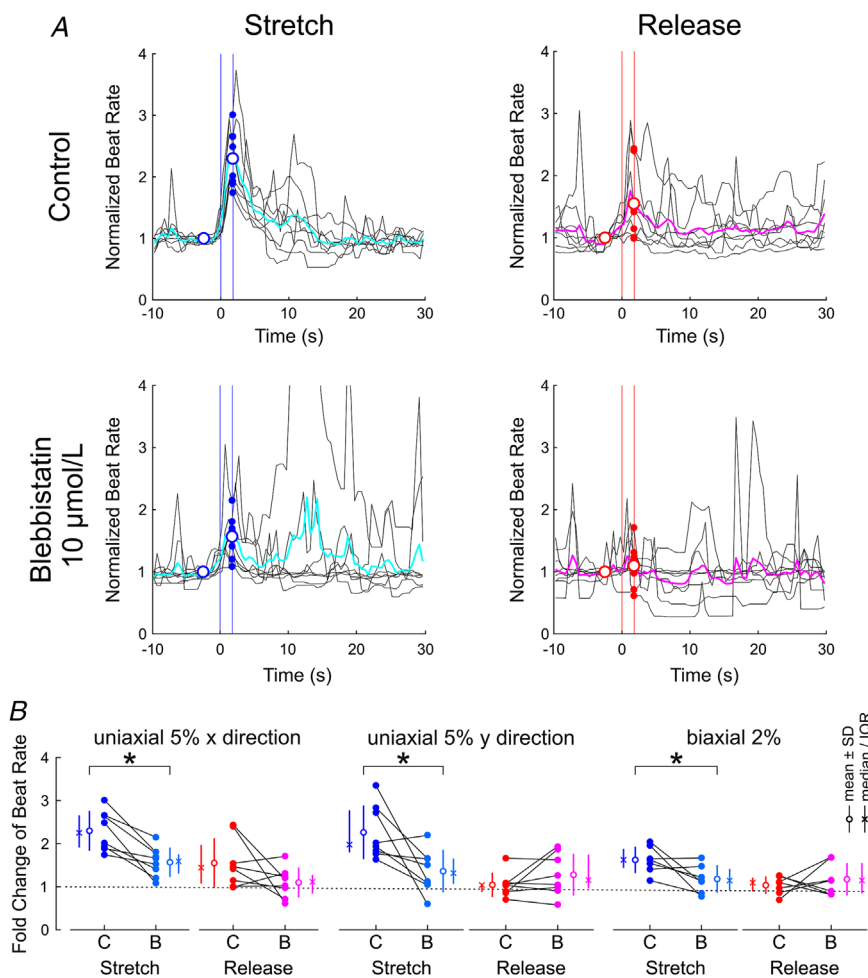 A
Stretch
Release
Control
Normalized Beat Rate
4
3
2
1
0
-10 0 10 20 30
Time (s)
Normalized Beat Rate
4
3
2
1
0
-10 0 10 20 30
Time (s)
Blebbistatin
10 μmol/L
Normalized Beat Rate
4
3
2
1
0
-10 0 10 20 30
Time (s)
Normalized Beat Rate
4
3
2
1
0
-10 0 10 20 30
Time (s)
B
uniaxial 5% x direction
uniaxial 5% y direction
biaxial 2%
mean ± SD
median / IQR
* * *
Fold Change of Beat Rate
4
3
2
1
0
C B C B C B C B C B C B
Stretch Release Stretch Release Stretch Release